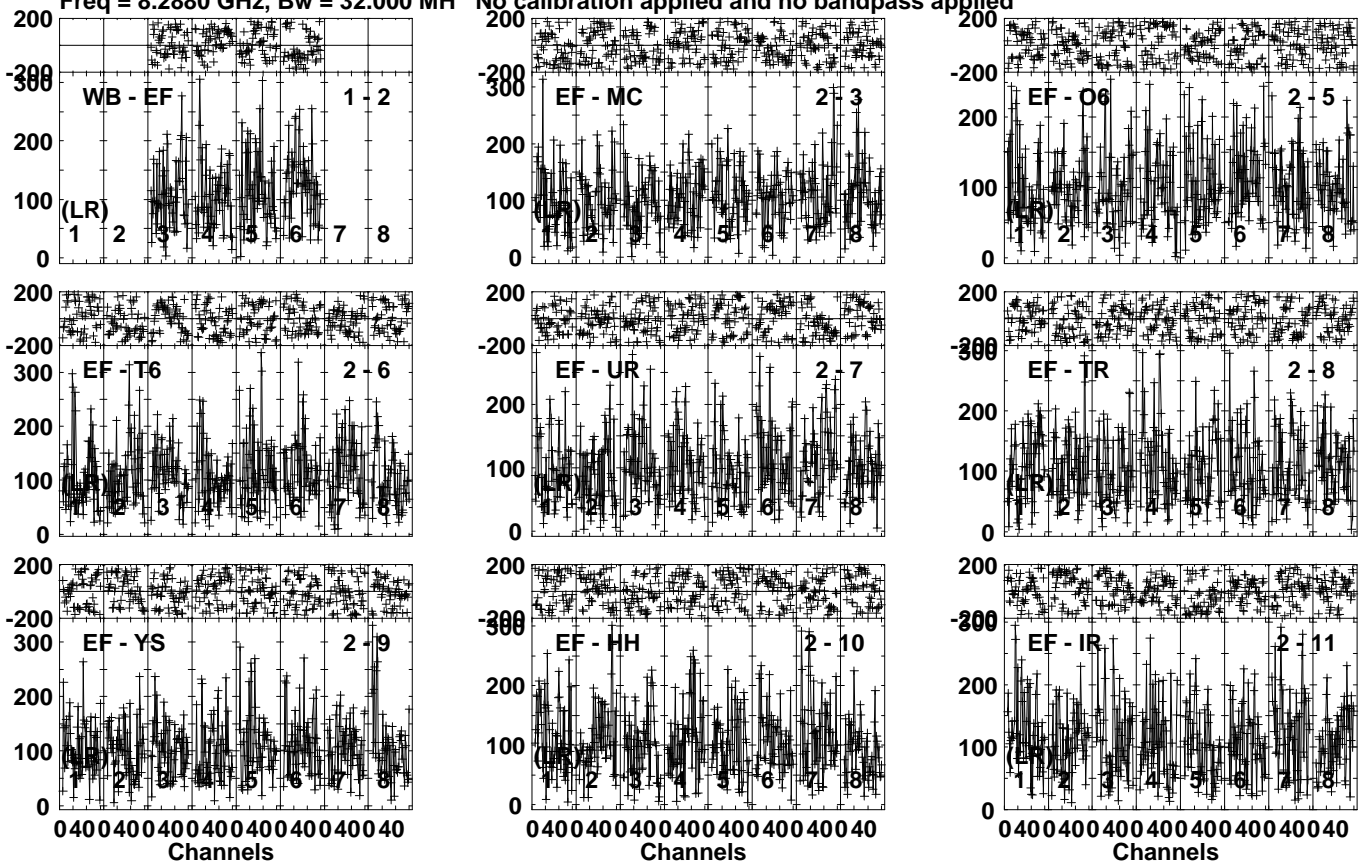 Freq = 8.2880 GHz, Bw = 32.000 MH No calibration applied and no bandpass applied
200 200 200
-200 -200 -200
300 WB - EF 1 - 2 300 EF - MC 2 - 3 EF - O6 2 - 5
200 200 200
100 100 100
(LR) (LR) (LR)
1 2 3 4 5 6 7 8 1 2 3 4 5 6 7 8 1 2 3 4 5 6 7 8
0 0 0
200 200 200
-200 -200 -200
300 EF - T6 2 - 6 EF - UR 2 - 7 300 EF - TR 2 - 8
200 200 200
100 100 100
(LR) (LR) (LR)
1 2 3 4 5 6 7 8 1 2 3 4 5 6 7 8 1 2 3 4 5 6 7 8
0 0 0
200 200 200
-200 -200 -200
300 EF - YS 2 - 9 300 EF - HH 2 - 10 300 EF - IR 2 - 11
200 200 200
100 100 100
(LR) (LR) (LR)
1 2 3 4 5 6 7 8 1 2 3 4 5 6 7 8 1 2 3 4 5 6 7 8
0 0 0
0 40 0 40 0 40 0 40 0 40 0 40 0 40 0 40 0 40 0 40 0 40 0 40 0 40 0 40 0 40 0 40 0 40 0 40 0 40 0 40 0 40 0 40 0 40 0 40
Channels Channels Channels